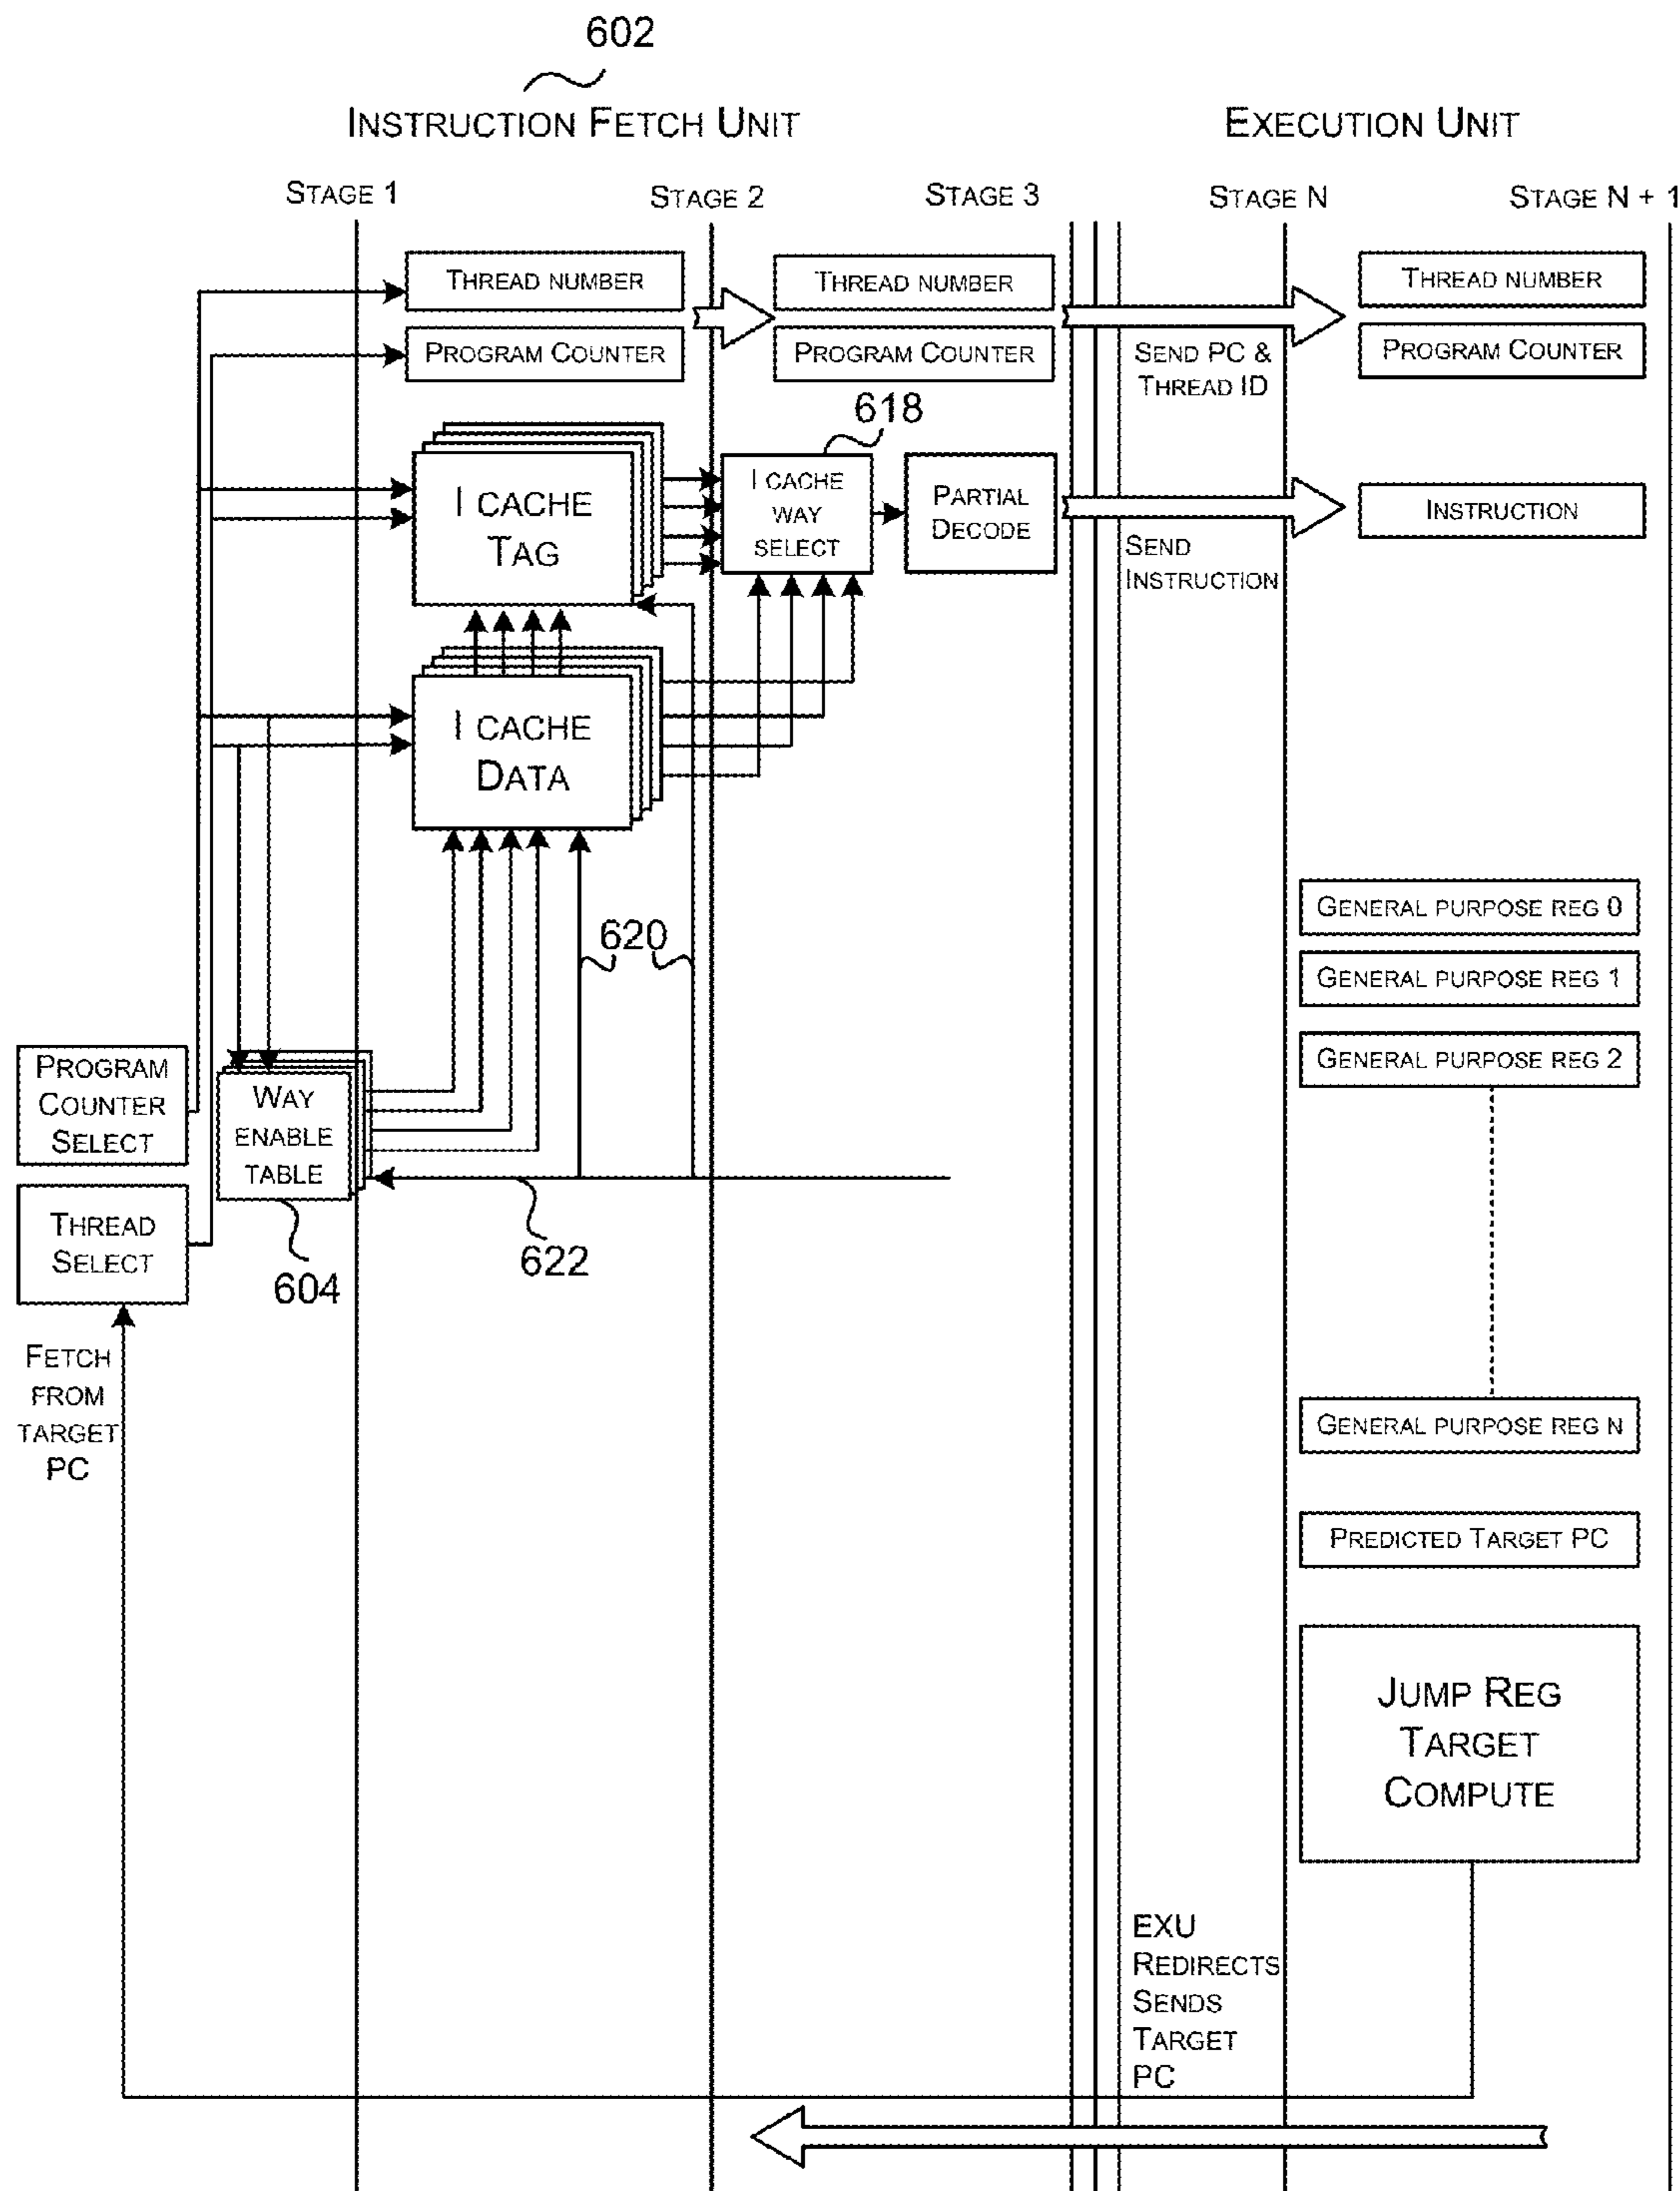 602
INSTRUCTION FETCH UNIT
EXECUTION UNIT
STAGE 1
STAGE 2
STAGE 3
STAGE N
STAGE N + 1
THREAD NUMBER
PROGRAM COUNTER
THREAD NUMBER
PROGRAM COUNTER
SEND PC &
THREAD ID
THREAD NUMBER
PROGRAM COUNTER
618
I CACHE
TAG
I CACHE
WAY
SELECT
PARTIAL
DECODE
SEND
INSTRUCTION
INSTRUCTION
I CACHE
DATA
620
GENERAL PURPOSE REG 0
GENERAL PURPOSE REG 1
GENERAL PURPOSE REG 2
PROGRAM
COUNTER
SELECT
WAY
ENABLE
TABLE
THREAD
SELECT
604
622
FETCH
FROM
TARGET
PC
GENERAL PURPOSE REG N
PREDICTED TARGET PC
JUMP REG
TARGET
COMPUTE
EXU
REDIRECTS
SENDS
TARGET
PC